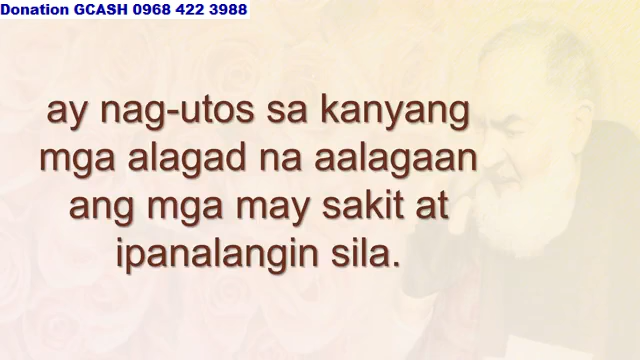 Donation GCASH 0968 422 3988
ay nag-utos sa kanyang
mga alagad na aalagaan
ang mga may sakit at
ipanalangin sila.